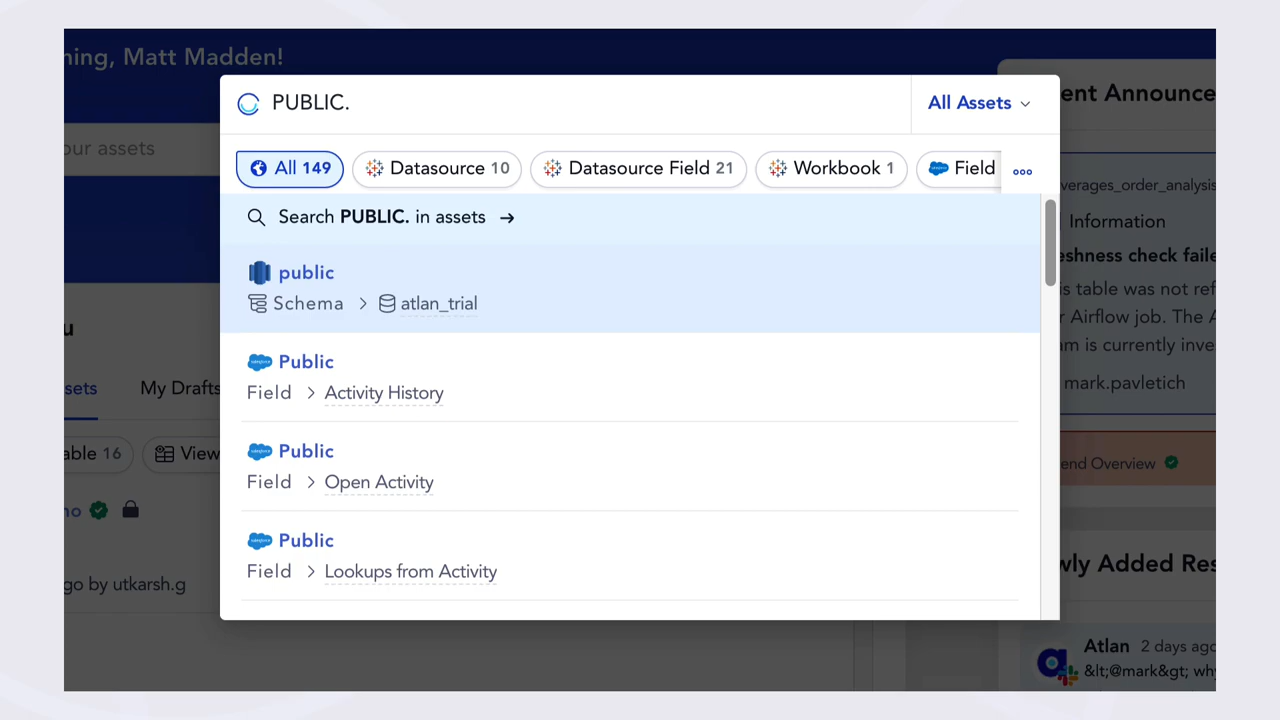 ning, Matt Madden!
PUBLIC.
All Assets
ent Announce
our assets
All 149
Datasource 10
Datasource Field 21
Workbook 1
Field
verages_order_analysis
Search PUBLIC. in assets →
Information
eshness check faile
public
Schema > atlan_trial
is table was not ref
r Airflow job. The A
am is currently inve
u
Public
Field > Activity History
sets
My Drafts
mark.pavletich
able 16
View
Public
Field > Open Activity
end Overview
no
Public
Field > Lookups from Activity
wly Added Res
go by utkarsh.g
Atlan 2 days ago
&lt;@mark&gt; why